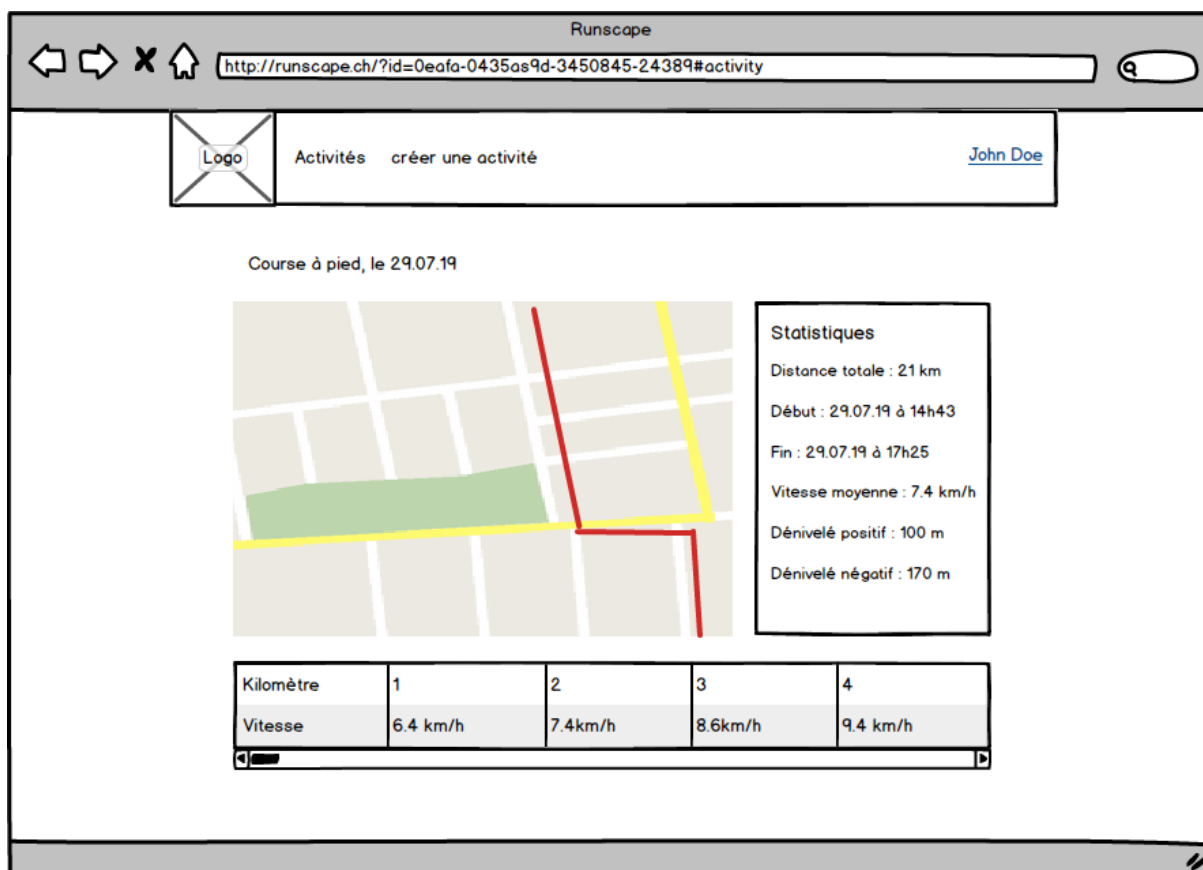 Runscape
http://runscape.ch/?id=0eafa-0435as9d-3450845-24389#activity
Logo Activités créer une activité John Doe
Course à pied, le 29.07.19
Statistiques
Distance totale : 21 km
Début : 29.07.19 à 14h43
Fin : 29.07.19 à 17h25
Vitesse moyenne : 7.4 km/h
Dénivelé positif : 100 m
Dénivelé négatif : 170 m
Kilomètre 1 2 3 4
Vitesse 6.4 km/h 7.4km/h 8.6km/h 9.4 km/h